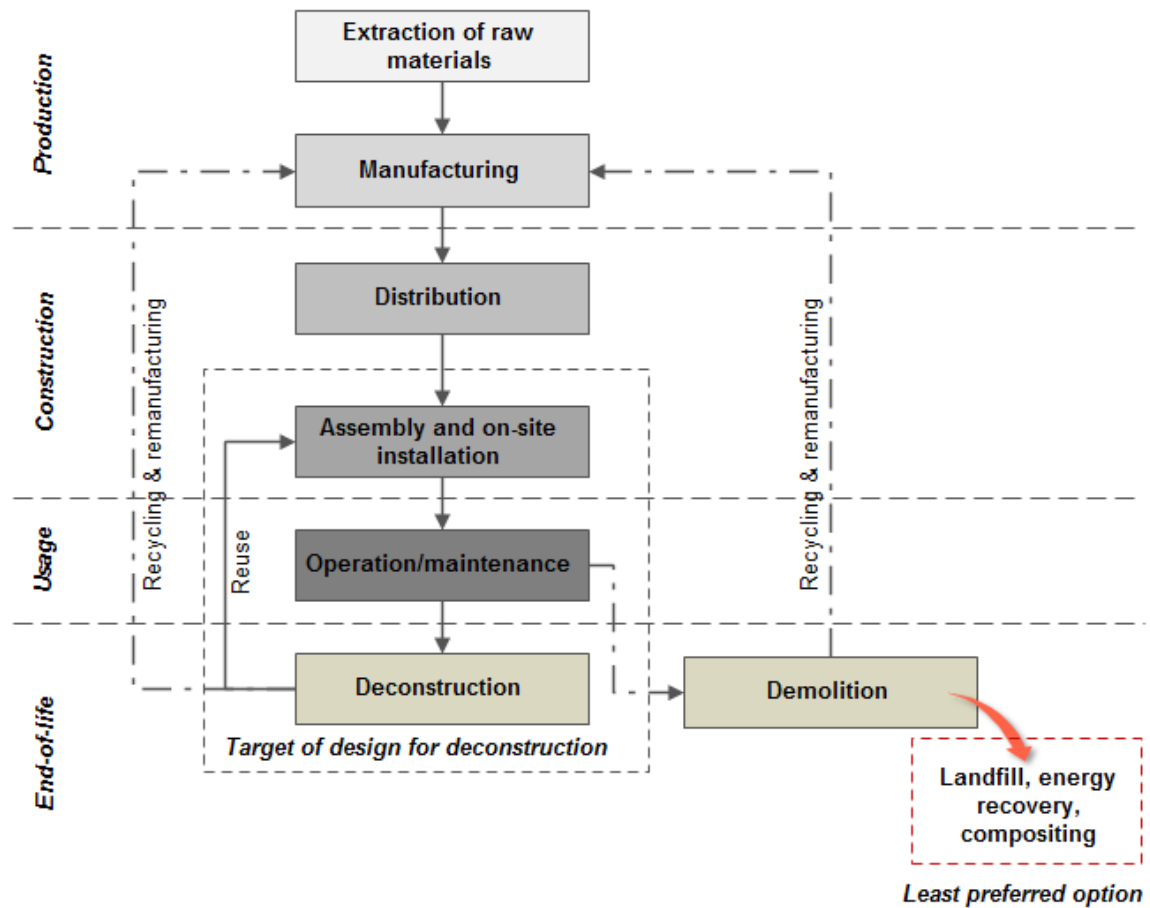 Extraction of raw
materials
Production
Manufacturing
Distribution
Construction
Recycling & remanufacturing
Recycling & remanufacturing
Assembly and on-site
installation
Usage
Reuse
Operation/maintenance
End-of-life
Deconstruction
Demolition
Target of design for deconstruction
Landfill, energy
recovery,
compositing
Least preferred option